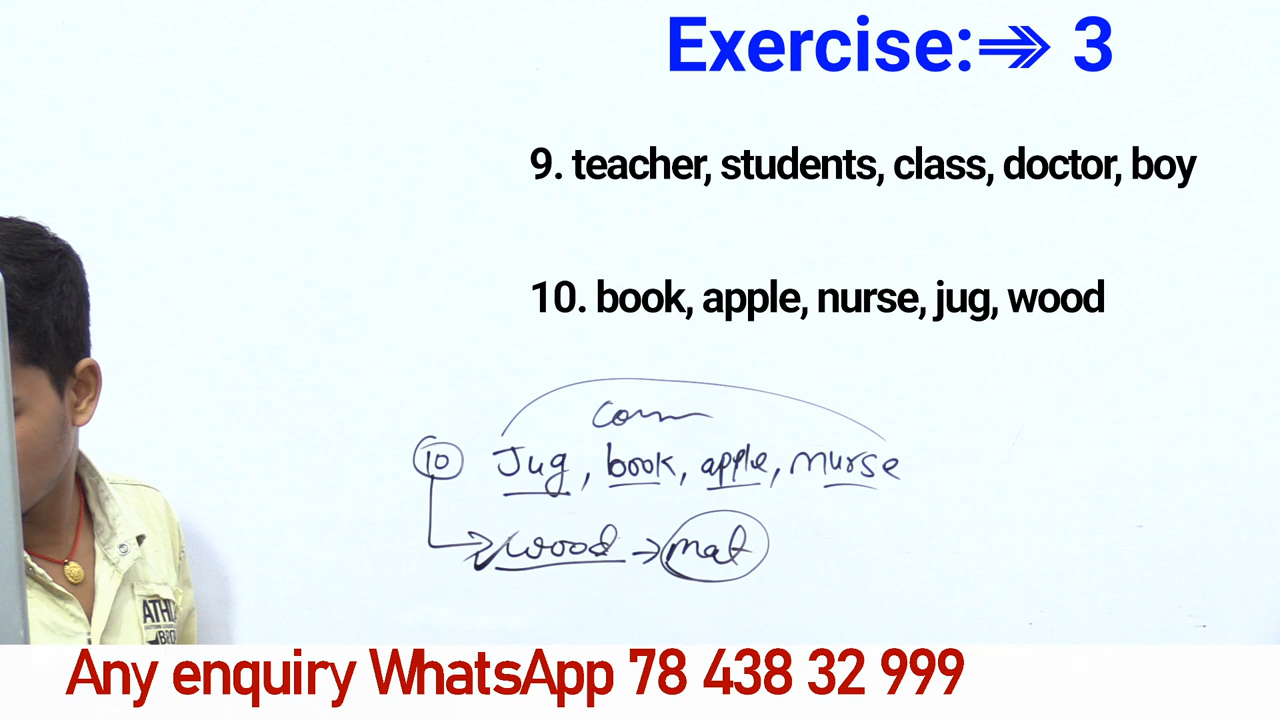 Exercise:⇛ 3
9. teacher, students, class, doctor, boy
10. book, apple, nurse, jug, wood
Com
10 Jug, book, apple, nurse
wood → mat
ATHL
Any enquiry WhatsApp 78 438 32 999